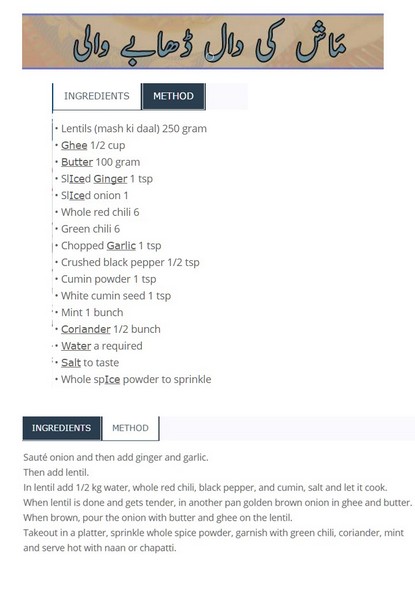 مَاش کی دال ڈھابے والی
INGREDIENTS METHOD
• Lentils (mash ki daal) 250 gram
• Ghee 1/2 cup
• Butter 100 gram
• SlIced Ginger 1 tsp
• SlIced onion 1
• Whole red chili 6
• Green chili 6
• Chopped Garlic 1 tsp
• Crushed black pepper 1/2 tsp
• Cumin powder 1 tsp
• White cumin seed 1 tsp
• Mint 1 bunch
• Coriander 1/2 bunch
• Water a required
• Salt to taste
• Whole spIce powder to sprinkle
INGREDIENTS METHOD
Sauté onion and then add ginger and garlic.
Then add lentil.
In lentil add 1/2 kg water, whole red chili, black pepper, and cumin, salt and let it cook.
When lentil is done and gets tender, in another pan golden brown onion in ghee and butter.
When brown, pour the onion with butter and ghee on the lentil.
Takeout in a platter, sprinkle whole spice powder, garnish with green chili, coriander, mint
and serve hot with naan or chapatti.